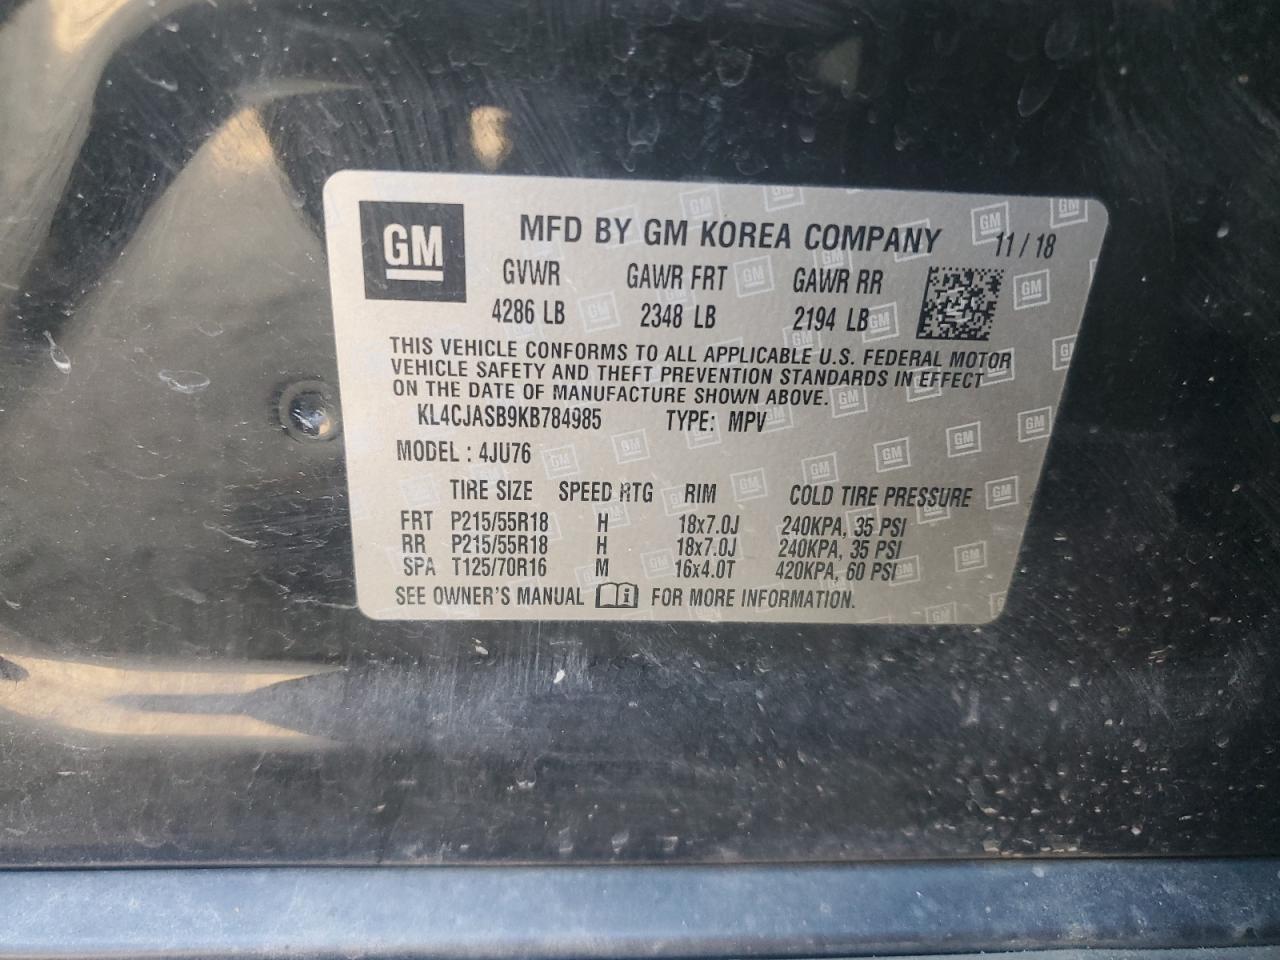 GM
MFD BY GM KOREA COMPANY 11 / 18
GVWR GAWR FRT GAWR RR
4286 LB 2348 LB 2194 LB
THIS VEHICLE CONFORMS TO ALL APPLICABLE U.S. FEDERAL MOTOR
VEHICLE SAFETY AND THEFT PREVENTION STANDARDS IN EFFECT
ON THE DATE OF MANUFACTURE SHOWN ABOVE.
KL4CJASB9KB784985 TYPE: MPV
MODEL : 4JU76
TIRE SIZE SPEED RTG RIM COLD TIRE PRESSURE
FRT P215/55R18 H 18x7.0J 240KPA, 35 PSI
RR P215/55R18 H 18x7.0J 240KPA, 35 PSI
SPA T125/70R16 M 16x4.0T 420KPA, 60 PSI
SEE OWNER'S MANUAL i FOR MORE INFORMATION.